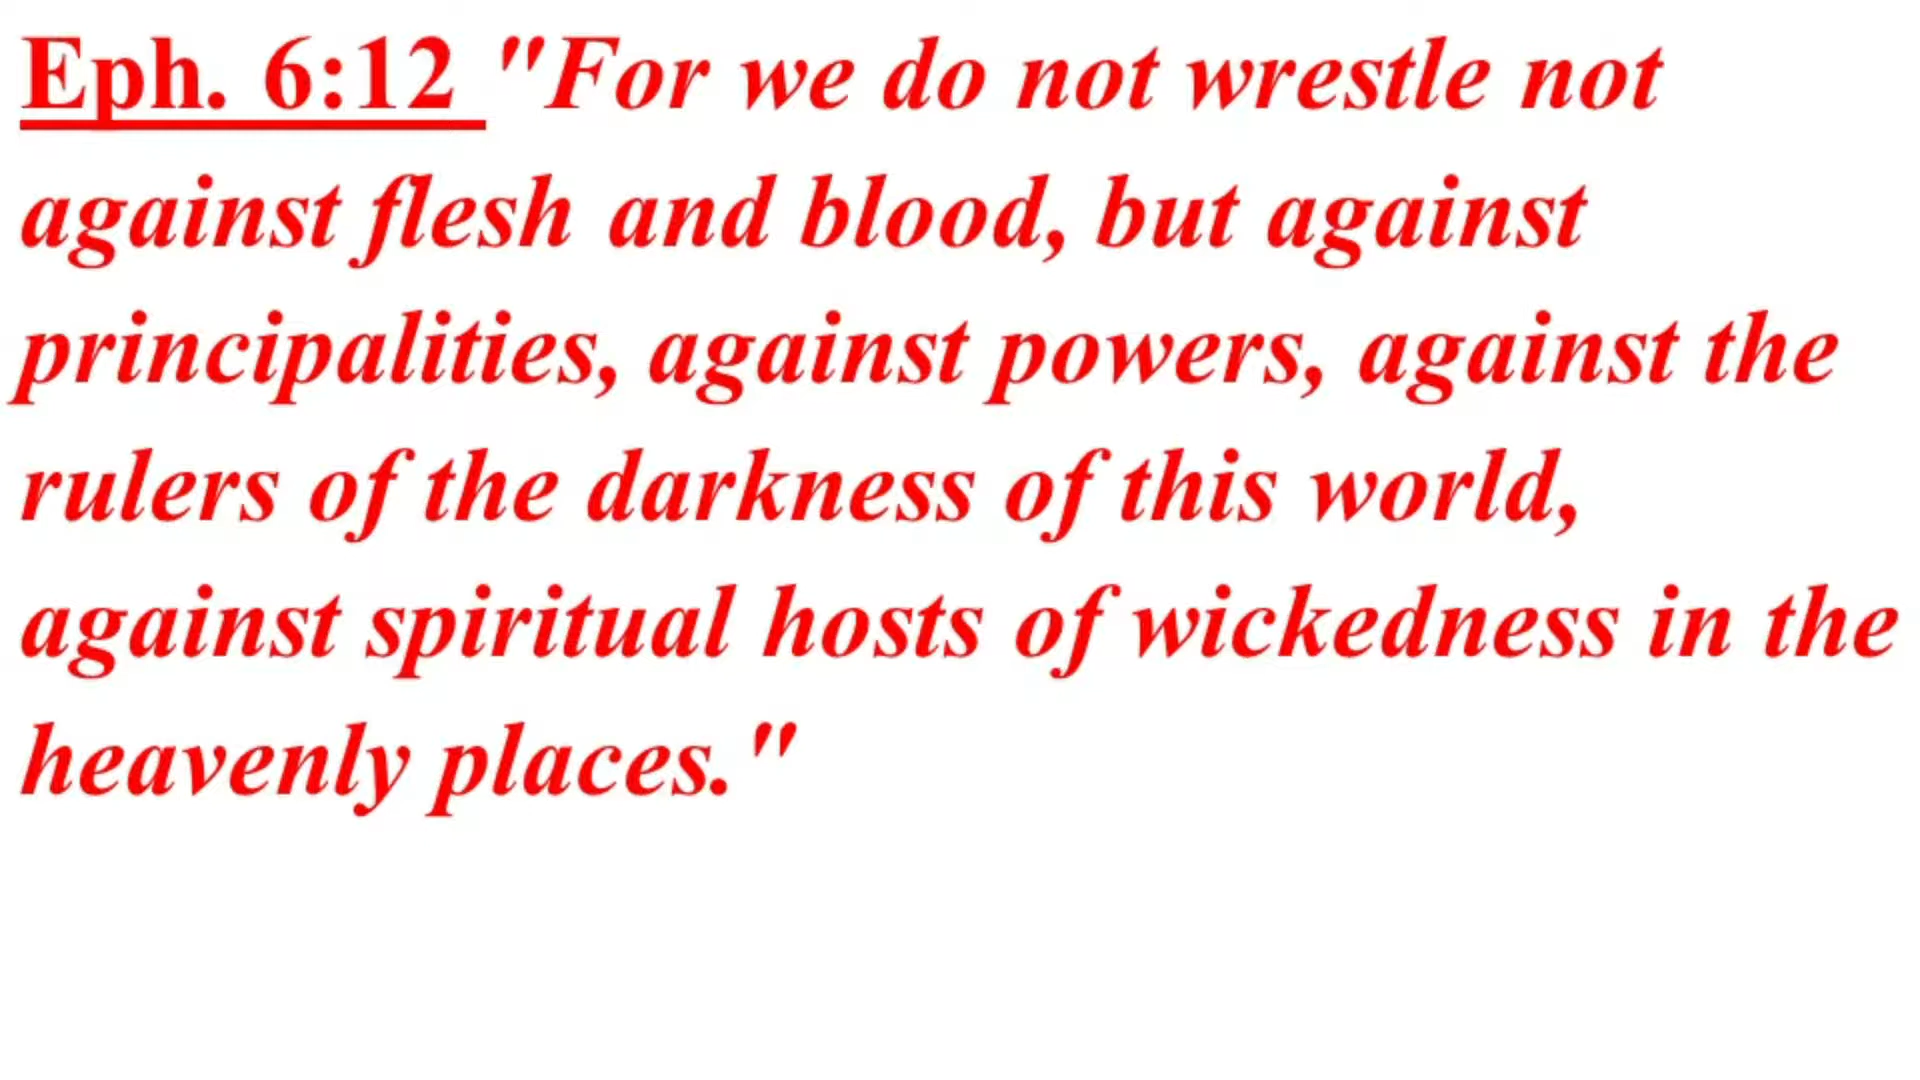 Eph. 6:12 "For we do not wrestle not
against flesh and blood, but against
principalities, against powers, against the
rulers of the darkness of this world,
against spiritual hosts of wickedness in the
heavenly places."